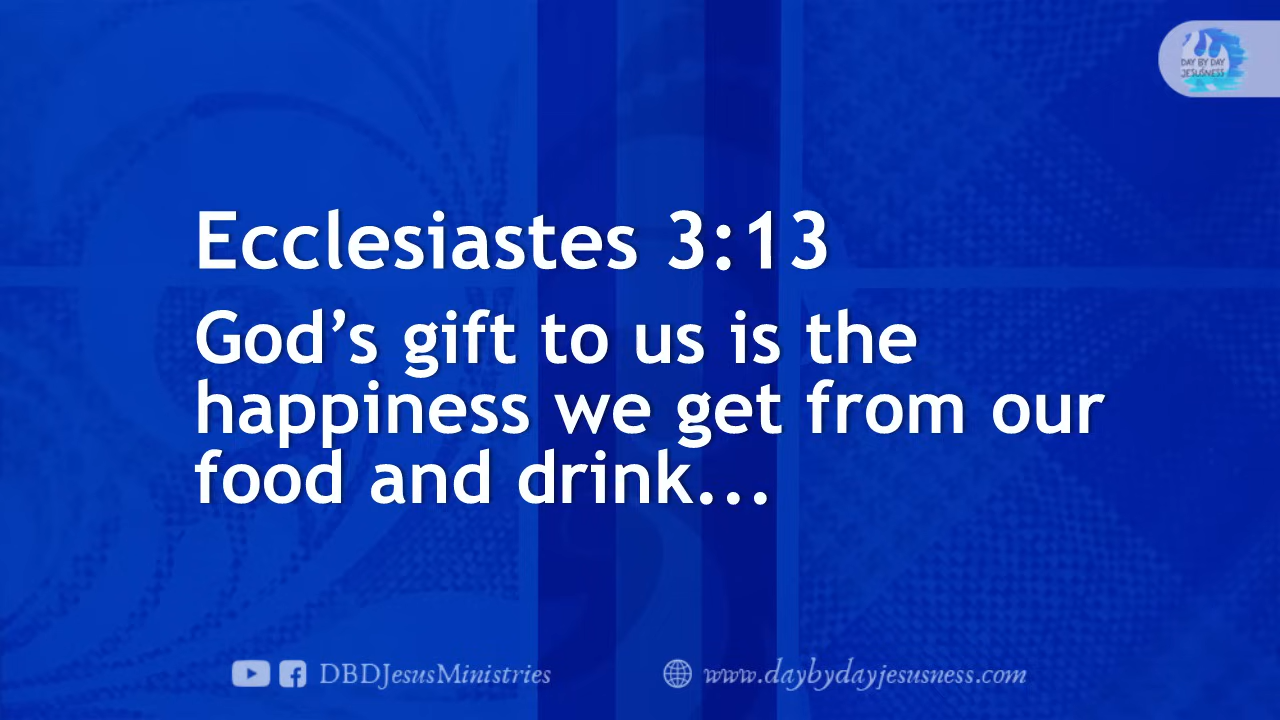 DAY BY DAY
JESUSNESS
Ecclesiastes 3:13
God’s gift to us is the
happiness we get from our
food and drink...
DBDJesusMinistries
www.daybydayjesusness.com